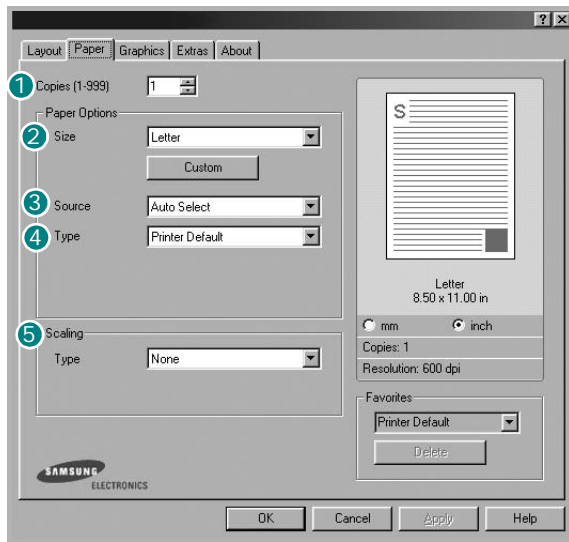 ? ×
Layout Paper Graphics Extras About
1 Copies (1-999) 1
Paper Options
2 Size Letter
Custom
3 Source Auto Select
4 Type Printer Default
5 Scaling
Type None
S
Letter
8.50 x 11.00 in
mm inch
Copies: 1
Resolution: 600 dpi
Favorites
Printer Default
Delete
SAMSUNG
ELECTRONICS
OK Cancel Apply Help